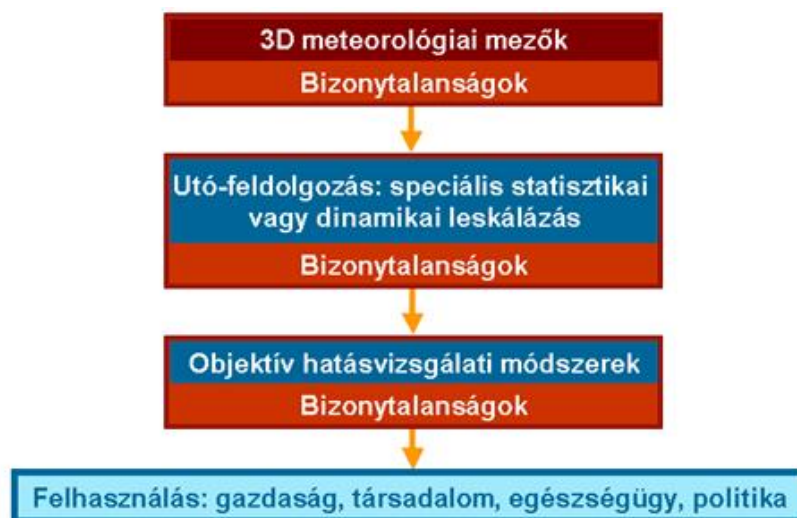 3D meteorológiai mezők
Bizonytalanságok
Utó-feldolgozás: speciális statisztikai
vagy dinamikai leskálázás
Bizonytalanságok
Objektív hatásvizsgálati módszerek
Bizonytalanságok
Felhasználás: gazdaság, társadalom, egészségügy, politika